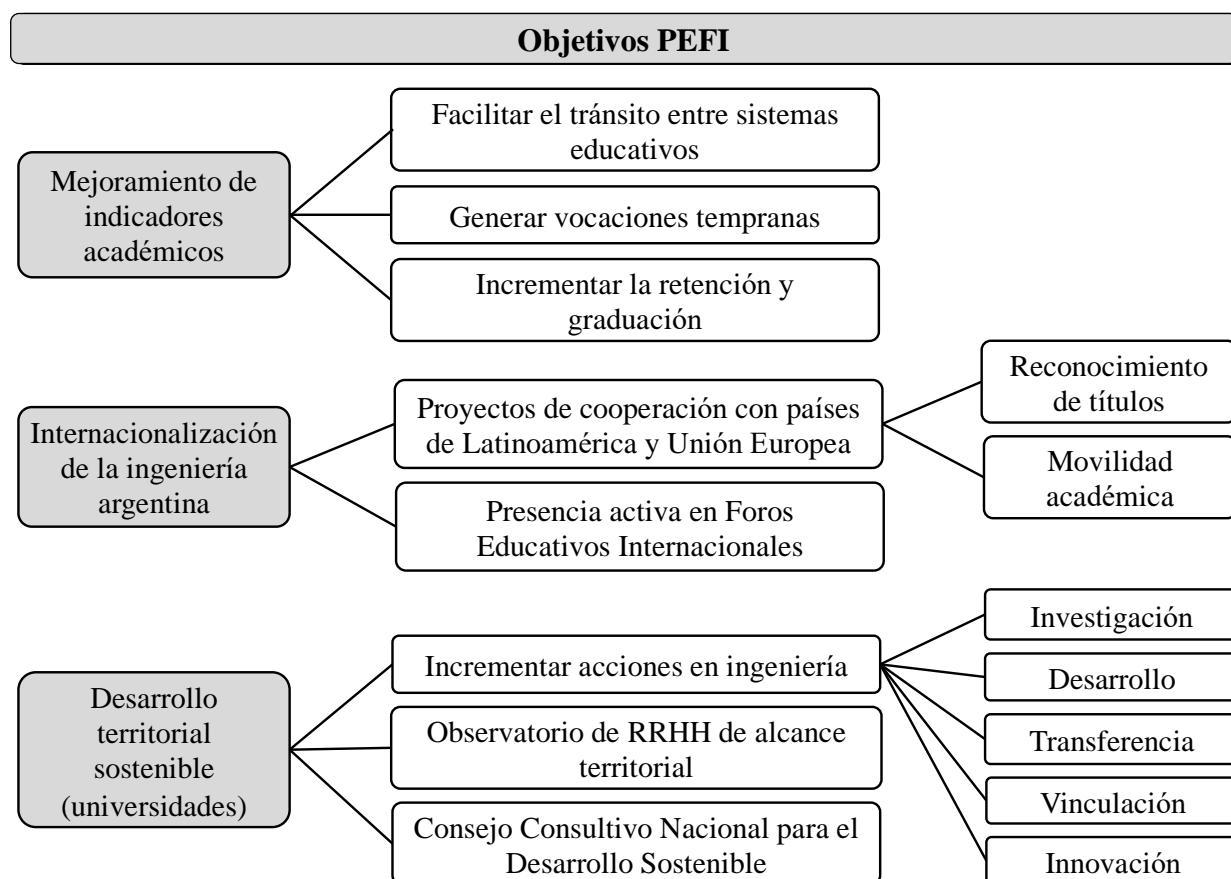 Objetivos PEFI
Mejoramiento de
indicadores
académicos
Facilitar el tránsito entre sistemas
educativos
Generar vocaciones tempranas
Incrementar la retención y
graduación
Internacionalización
de la ingeniería
argentina
Proyectos de cooperación con países
de Latinoamérica y Unión Europea
Presencia activa en Foros
Educativos Internacionales
Reconocimiento
de títulos
Movilidad
académica
Desarrollo
territorial
sostenible
(universidades)
Incrementar acciones en ingeniería
Observatorio de RRHH de alcance
territorial
Consejo Consultivo Nacional para el
Desarrollo Sostenible
Investigación
Desarrollo
Transferencia
Vinculación
Innovación